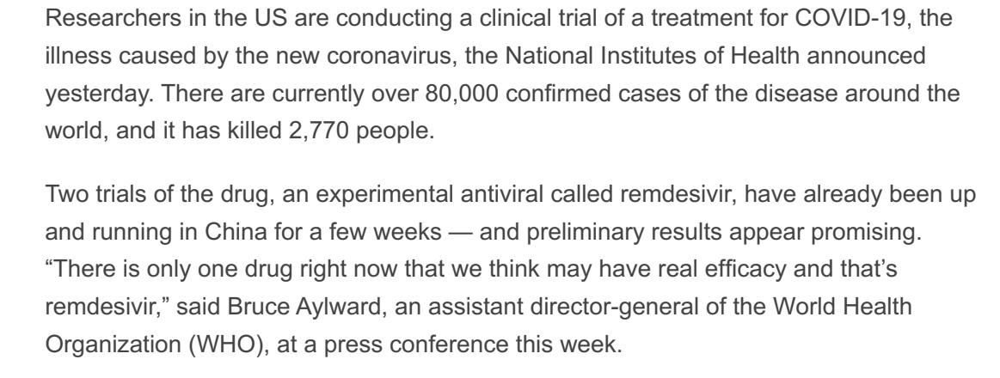 Researchers in the US are conducting a clinical trial of a treatment for COVID-19, the
illness caused by the new coronavirus, the National Institutes of Health announced
yesterday. There are currently over 80,000 confirmed cases of the disease around the
world, and it has killed 2,770 people.
Two trials of the drug, an experimental antiviral called remdesivir, have already been up
and running in China for a few weeks — and preliminary results appear promising.
“There is only one drug right now that we think may have real efficacy and that’s
remdesivir,” said Bruce Aylward, an assistant director-general of the World Health
Organization (WHO), at a press conference this week.